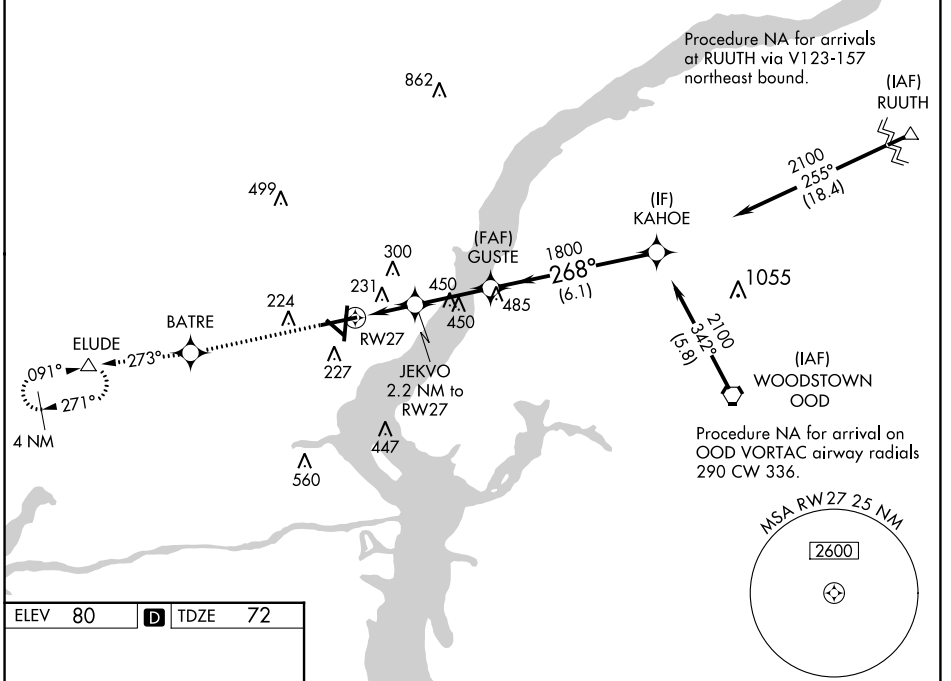 Procedure NA for arrivals
at RUUTH via V123-157
northeast bound.
(IAF)
RUUTH
862
2100
255°
(18.4)
499
(IF)
KAHOE
(FAF)
GUSTE
1800
268°
(6.1)
300
231
450
450
485
1055
224
BATRE
RW27
227
JEKVO
2.2 NM to
RW27
2100
342°
(5.8)
(IAF)
WOODSTOWN
OOD
ELUDE
273°
091°
271°
4 NM
447
560
Procedure NA for arrival on
OOD VORTAC airway radials
290 CW 336.
MSA RW27 25 NM
2600
ELEV 80 D TDZE 72